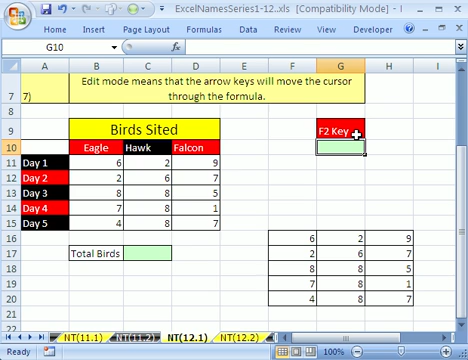 ExcelNamesSeries1-12..xls [Compatibility Mode] -
Home Insert Page Layout Formulas Data Review View Developer
G10 fx
A B C D E F G H I
7 7) Edit mode means that the arrow keys will move the cursor
through the formula.
8
9 Birds Sited F2 Key
10 Eagle Hawk Falcon
11 Day 1 6 2 9
12 Day 2 2 6 7
13 Day 3 8 8 5
14 Day 4 7 8 1
15 Day 5 4 8 7
16 6 2 9
17 Total Birds 2 6 7
18 8 8 5
19 7 8 1
20 4 8 7
21
22
NT(11.1) NT(11.2) NT(12.1) NT(12.2)
Ready 100%